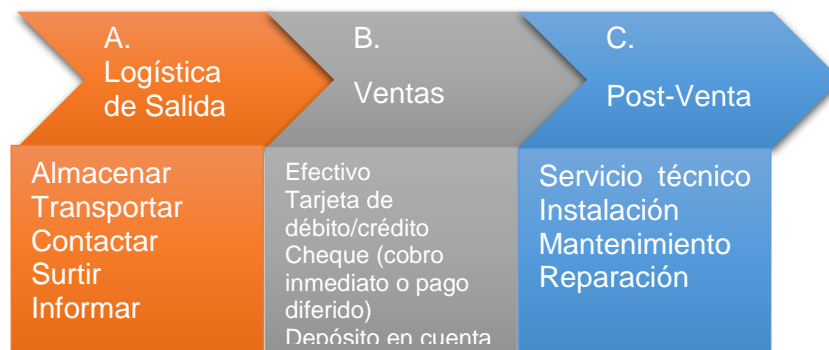 A.
Logística
de Salida
B.
Ventas
C.
Post-Venta
Almacenar
Transportar
Contactar
Surtir
Informar
Efectivo
Tarjeta de
débito/crédito
Cheque (cobro
inmediato o pago
diferido)
Depósito en cuenta
Servicio técnico
Instalación
Mantenimiento
Reparación